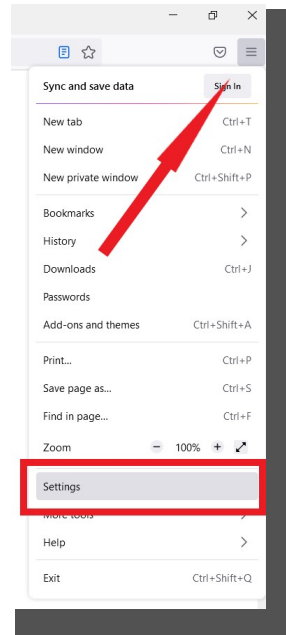 Sync and save data Sign In
New tab Ctrl+T
New window Ctrl+N
New private window Ctrl+Shift+P
Bookmarks
History
Downloads Ctrl+J
Passwords
Add-ons and themes Ctrl+Shift+A
Print... Ctrl+P
Save page as... Ctrl+S
Find in page... Ctrl+F
Zoom − 100% +
Settings
More tools
Help
Exit Ctrl+Shift+Q